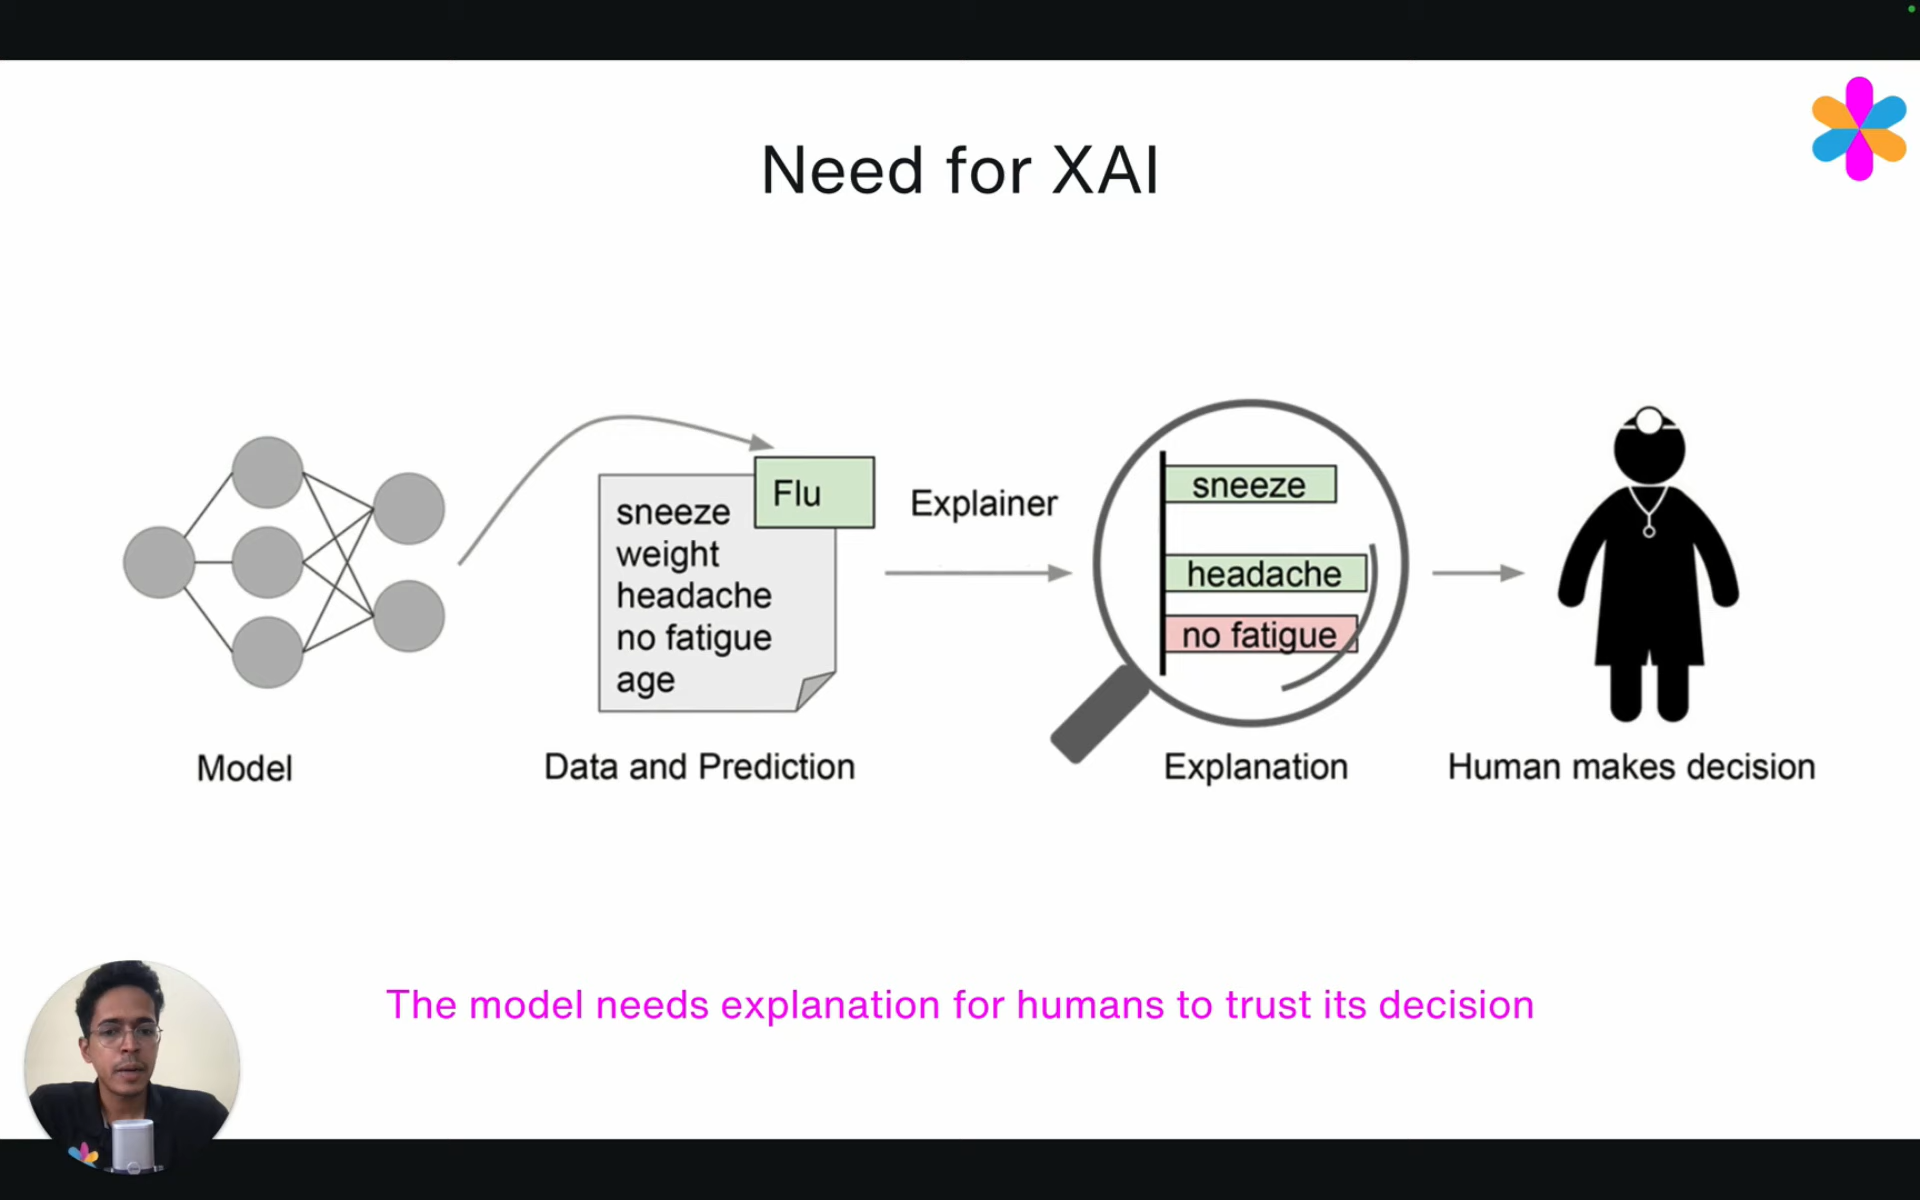 Need for XAI
Flu
sneeze
weight
headache
no fatigue
age
Explainer
sneeze
headache
no fatigue
Model
Data and Prediction
Explanation
Human makes decision
The model needs explanation for humans to trust its decision